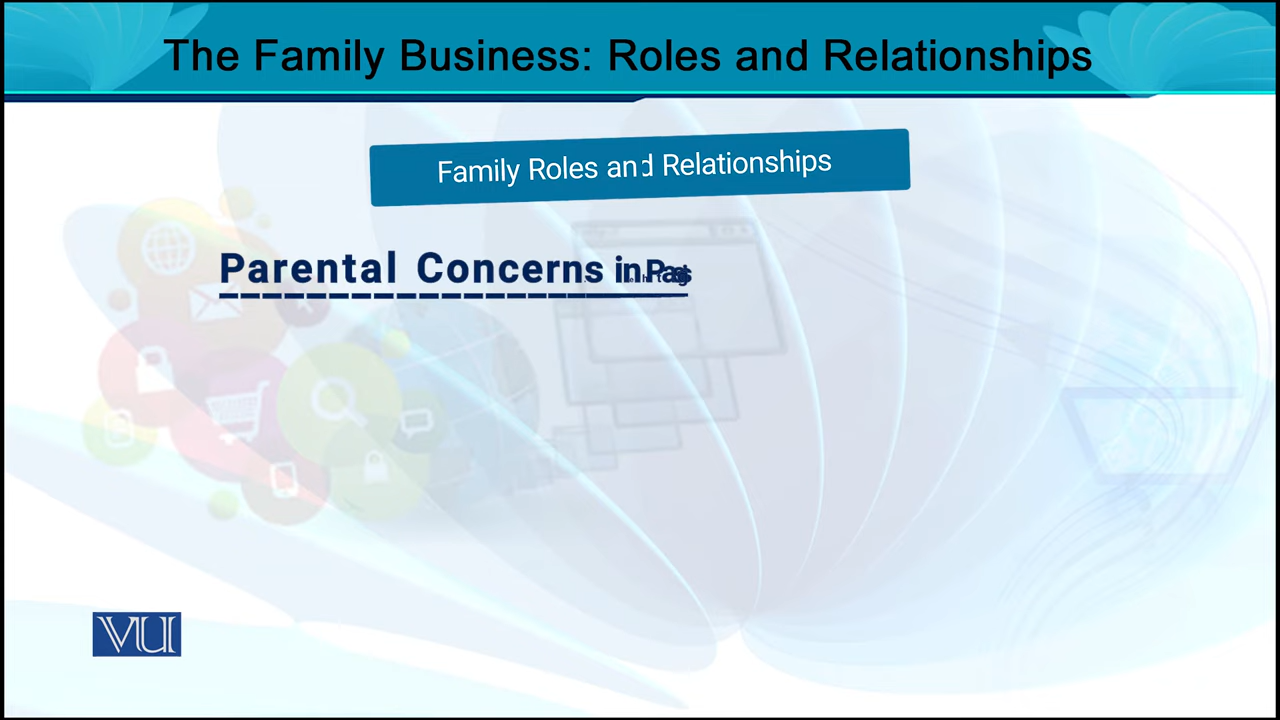 The Family Business: Roles and Relationships
Family Roles and Relationships
Parental Concerns in
VU